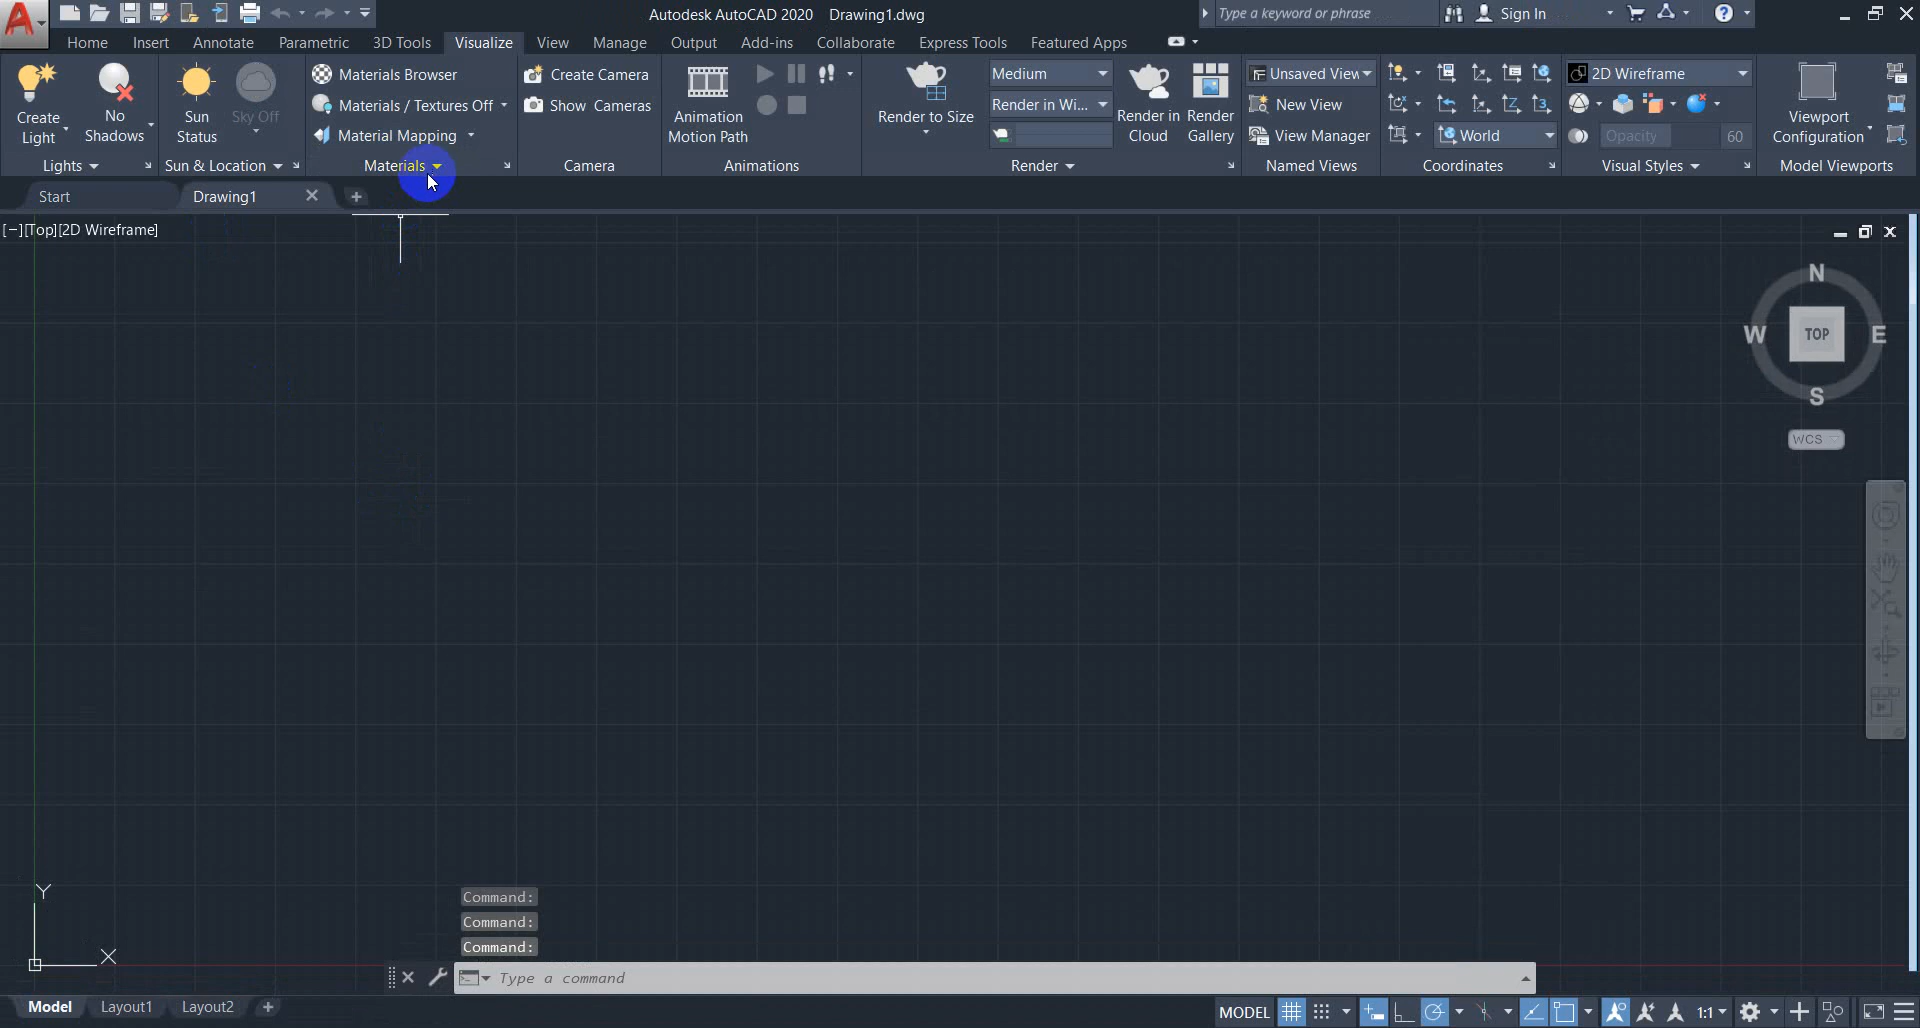 Autodesk AutoCAD 2020 Drawing1.dwg
Type a keyword or phrase
Sign In
Home Insert Annotate Parametric 3D Tools Visualize View Manage Output Add-ins Collaborate Express Tools Featured Apps
Create Light
No Shadows
Lights
Sun Status
Sky Off
Sun & Location
Materials Browser
Materials / Textures Off
Material Mapping
Materials
Create Camera
Show Cameras
Camera
Animation Motion Path
Animations
Render to Size
Medium
Render in Wi...
Render in Cloud
Render Gallery
Render
Unsaved View
New View
View Manager
Named Views
World
Coordinates
2D Wireframe
Opacity 60
Visual Styles
Viewport Configuration
Model Viewports
Start
Drawing1
[−][Top][2D Wireframe]
N
W TOP E
S
WCS
Y
X
Command:
Command:
Command:
Type a command
Model Layout1 Layout2
MODEL
1:1